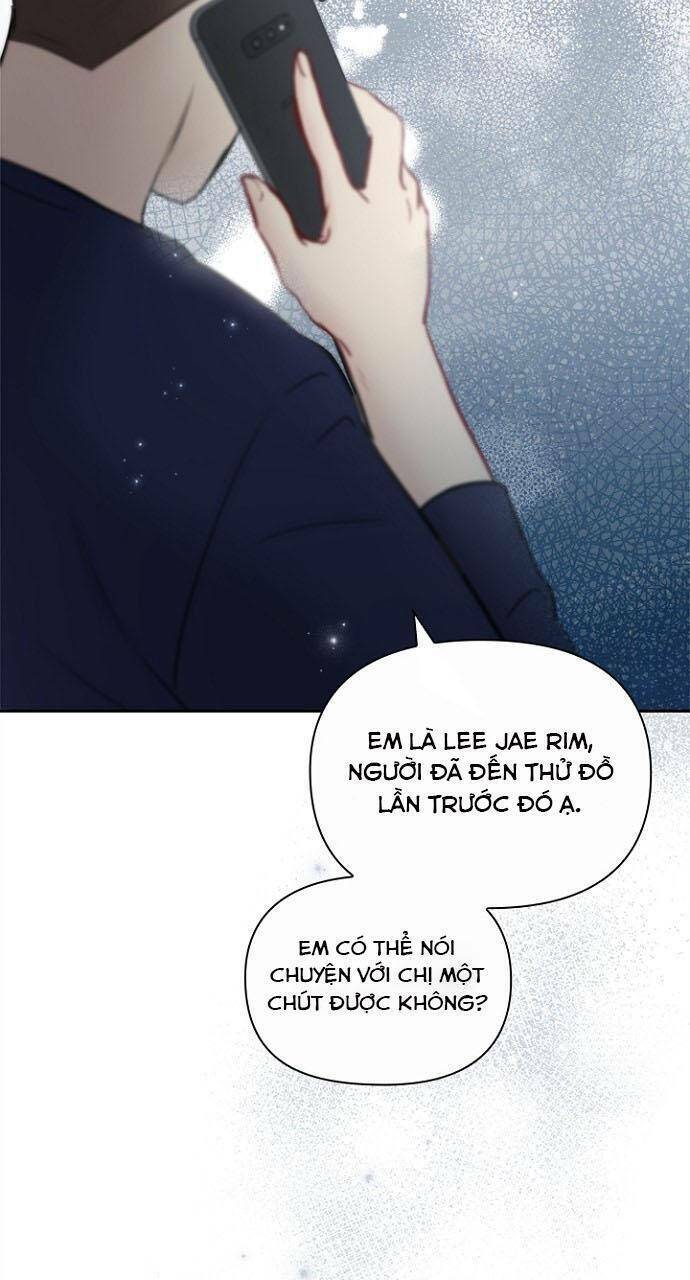 EM LÀ LEE JAE RIM,
NGƯỜI ĐÃ ĐẾN THỬ ĐỒ
LẦN TRƯỚC ĐÓ Ạ.
EM CÓ THỂ NÓI
CHUYỆN VỚI CHỊ MỘT
CHÚT ĐƯỢC KHÔNG?